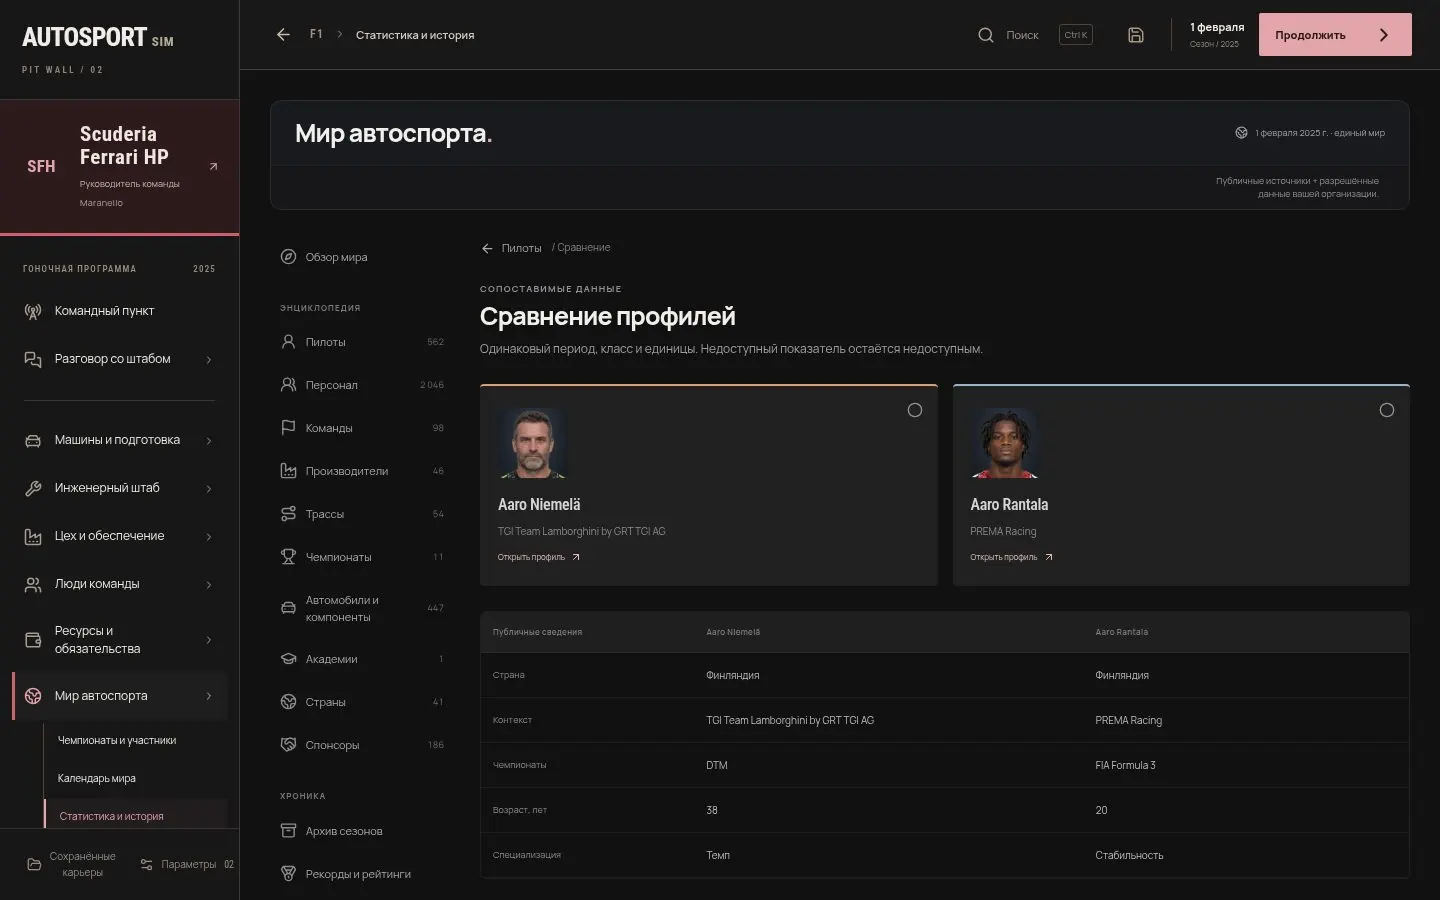 AUTOSPORT SIM
PIT WALL / 02
SFH
Scuderia
Ferrari HP
Руководитель команды
Maranello
ГОНОЧНАЯ ПРОГРАММА 2025
Командный пункт
Разговор со штабом
Машины и подготовка
Инженерный штаб
Цех и обеспечение
Люди команды
Ресурсы и
обязательства
Мир автоспорта
Чемпионаты и участники
Календарь мира
Статистика и история
Сохранённые
карьеры
Параметры 02
F1 Статистика и история
Поиск Ctrl K
1 февраля
Сезон / 2025
Продолжить
Мир автоспорта.
1 февраля 2025 г. · единый мир
Публичные источники + разрешённые
данные вашей организации.
Обзор мира
ЭНЦИКЛОПЕДИЯ
Пилоты 562
Персонал 2 046
Команды 98
Производители 46
Трассы 54
Чемпионаты 11
Автомобили и
компоненты 447
Академии 1
Страны 41
Спонсоры 186
ХРОНИКА
Архив сезонов
Рекорды и рейтинги
Пилоты / Сравнение
СОПОСТАВИМЫЕ ДАННЫЕ
Сравнение профилей
Одинаковый период, класс и единицы. Недоступный показатель остаётся недоступным.
Aaro Niemelä
TGI Team Lamborghini by GRT TGI AG
Открыть профиль
Aaro Rantala
PREMA Racing
Открыть профиль
Публичные сведения Aaro Niemelä Aaro Rantala
Страна Финляндия Финляндия
Контекст TGI Team Lamborghini by GRT TGI AG PREMA Racing
Чемпионаты DTM FIA Formula 3
Возраст, лет 38 20
Специализация Темп Стабильность